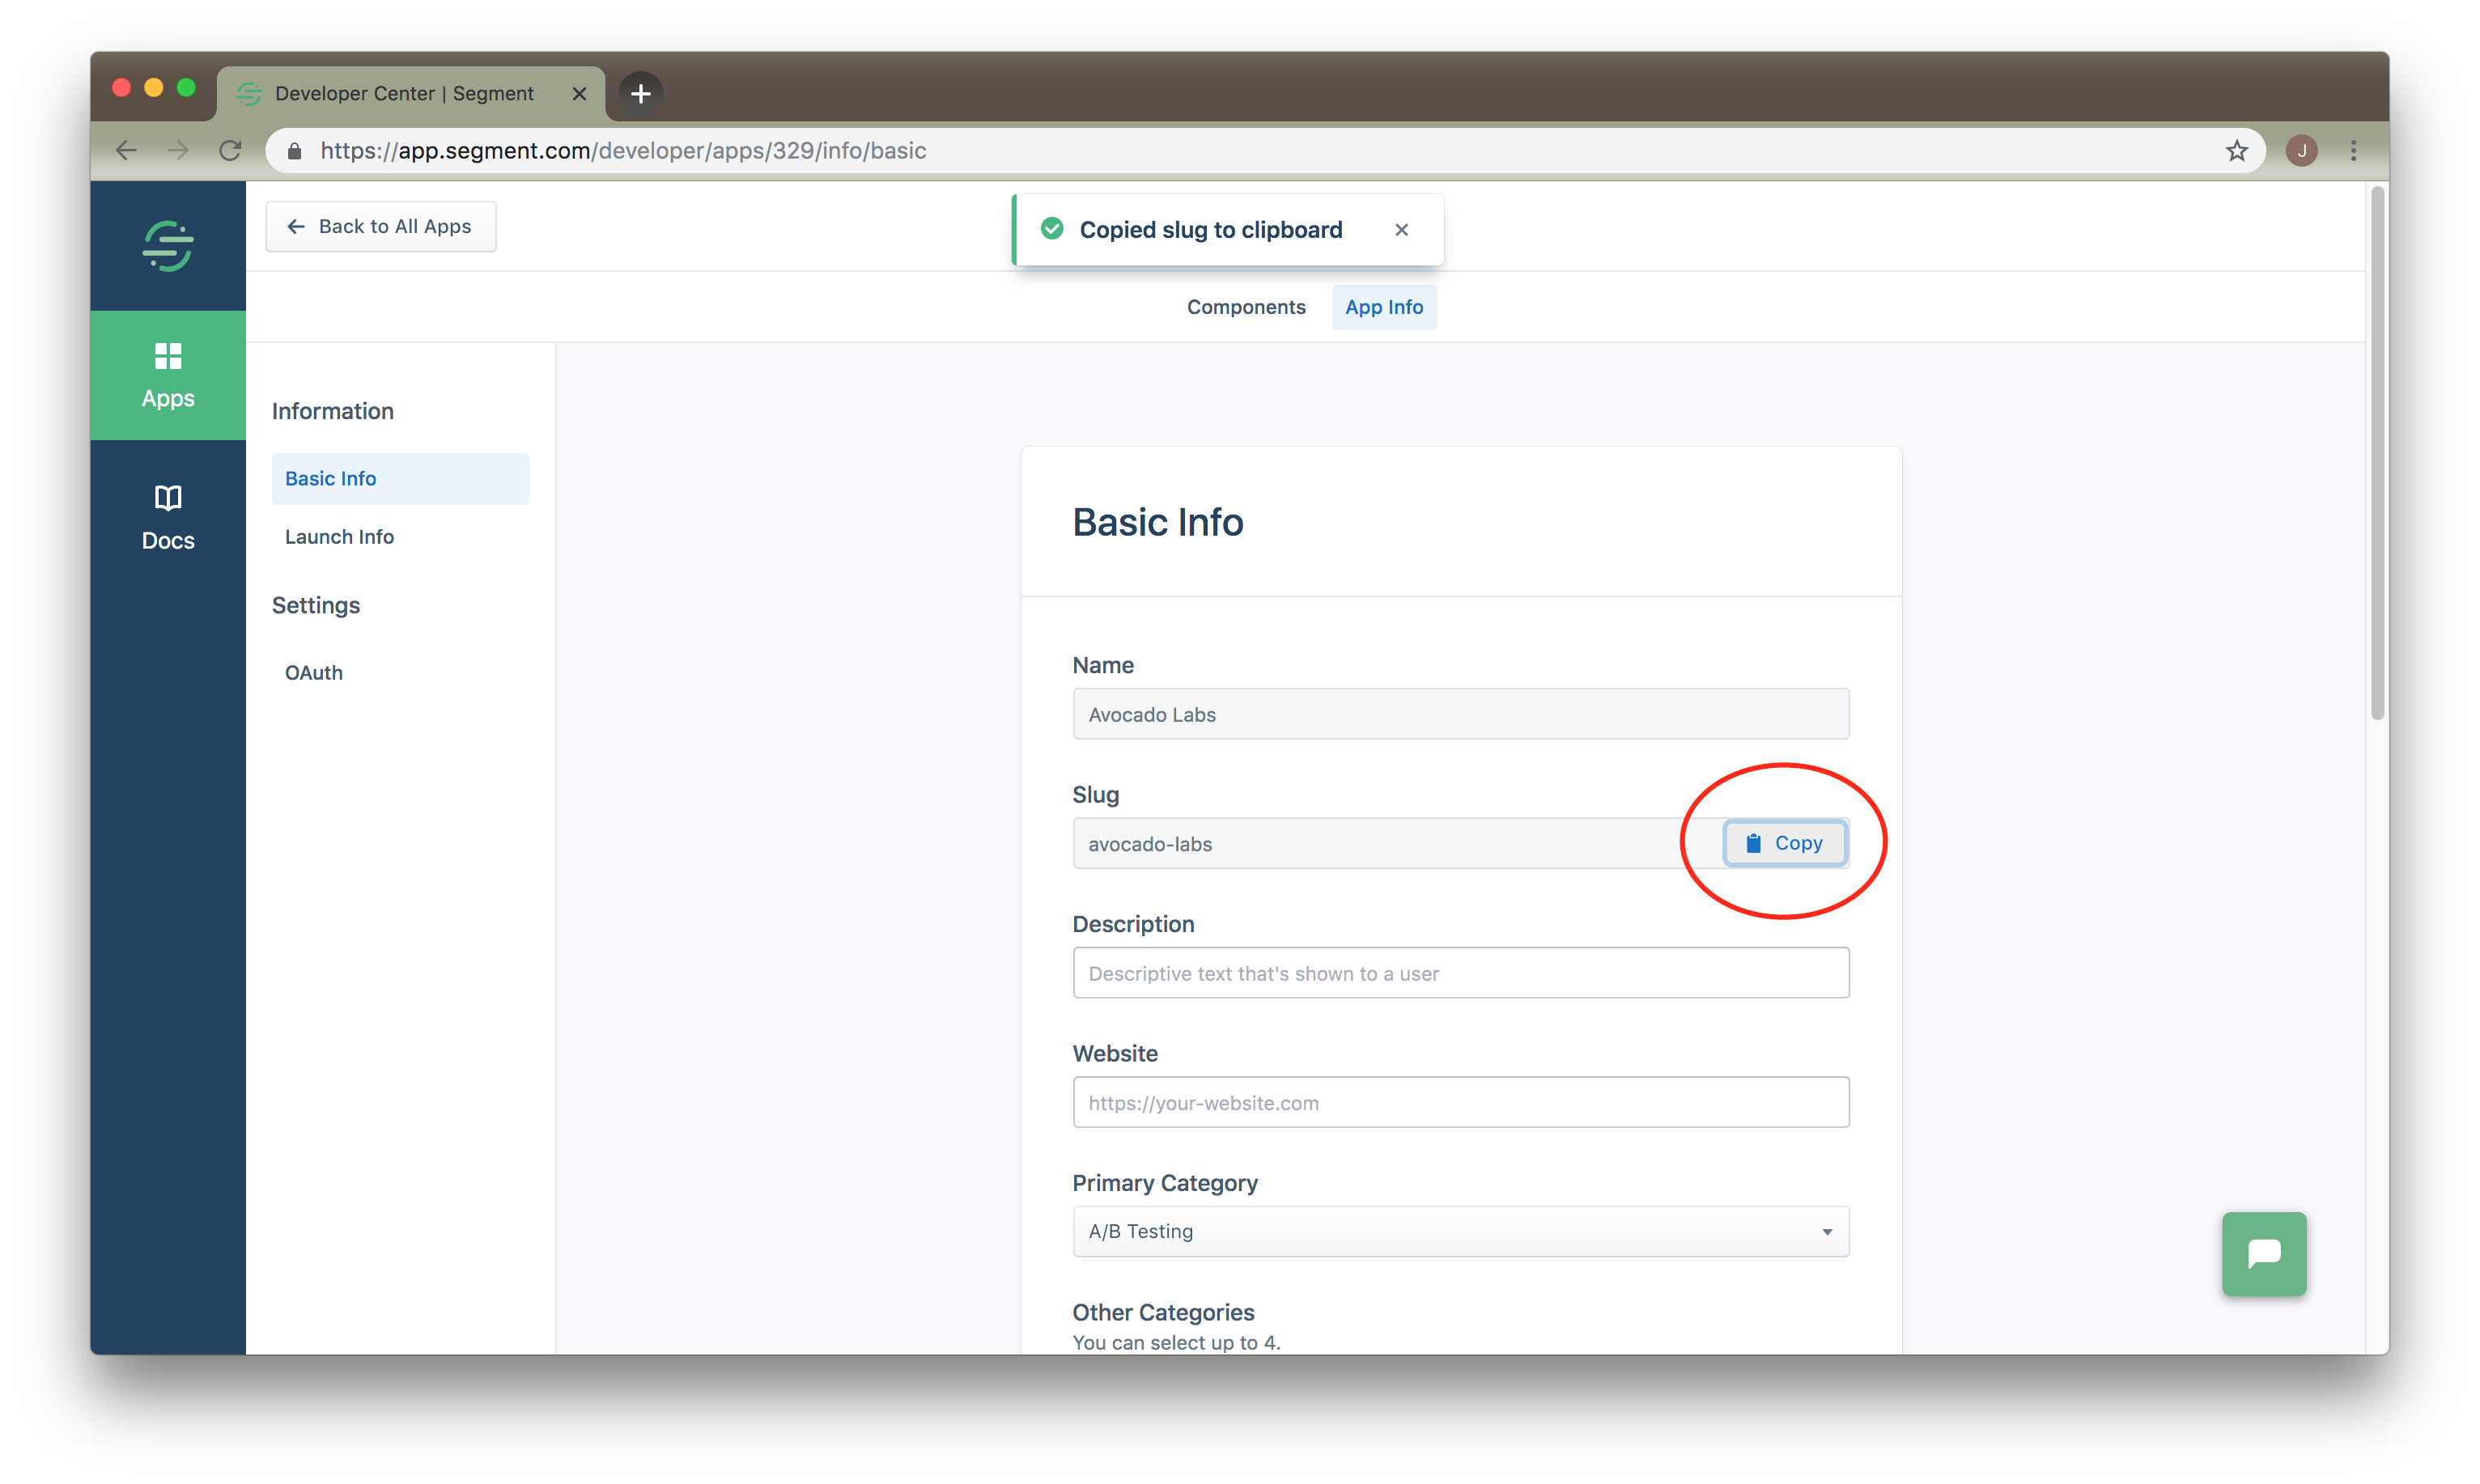 Developer Center | Segment
https://app.segment.com/developer/apps/329/info/basic
J
Back to All Apps
Copied slug to clipboard
Components
App Info
Apps
Docs
Information
Basic Info
Launch Info
Settings
OAuth
Basic Info
Name
Avocado Labs
Slug
avocado-labs
Copy
Description
Descriptive text that's shown to a user
Website
https://your-website.com
Primary Category
A/B Testing
Other Categories
You can select up to 4.